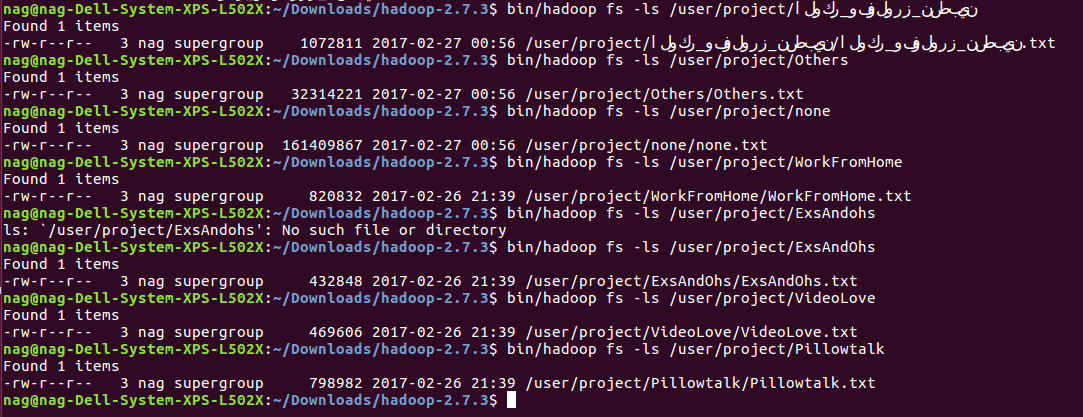 nag@nag-Dell-System-XPS-L502X:~/Downloads/hadoop-2.7.3$ bin/hadoop fs -ls /user/project/
Found 1 items
-rw-r--r-- 3 nag supergroup 1072811 2017-02-27 00:56 /user/project/ .txt
nag@nag-Dell-System-XPS-L502X:~/Downloads/hadoop-2.7.3$ bin/hadoop fs -ls /user/project/Others
Found 1 items
-rw-r--r-- 3 nag supergroup 32314221 2017-02-27 00:56 /user/project/Others/Others.txt
nag@nag-Dell-System-XPS-L502X:~/Downloads/hadoop-2.7.3$ bin/hadoop fs -ls /user/project/none
Found 1 items
-rw-r--r-- 3 nag supergroup 161409867 2017-02-27 00:56 /user/project/none/none.txt
nag@nag-Dell-System-XPS-L502X:~/Downloads/hadoop-2.7.3$ bin/hadoop fs -ls /user/project/WorkFromHome
Found 1 items
-rw-r--r-- 3 nag supergroup 820832 2017-02-26 21:39 /user/project/WorkFromHome/WorkFromHome.txt
nag@nag-Dell-System-XPS-L502X:~/Downloads/hadoop-2.7.3$ bin/hadoop fs -ls /user/project/ExsAndohs
ls: `/user/project/ExsAndohs': No such file or directory
nag@nag-Dell-System-XPS-L502X:~/Downloads/hadoop-2.7.3$ bin/hadoop fs -ls /user/project/ExsAndOhs
Found 1 items
-rw-r--r-- 3 nag supergroup 432848 2017-02-26 21:39 /user/project/ExsAndOhs/ExsAndOhs.txt
nag@nag-Dell-System-XPS-L502X:~/Downloads/hadoop-2.7.3$ bin/hadoop fs -ls /user/project/VideoLove
Found 1 items
-rw-r--r-- 3 nag supergroup 469606 2017-02-26 21:39 /user/project/VideoLove/VideoLove.txt
nag@nag-Dell-System-XPS-L502X:~/Downloads/hadoop-2.7.3$ bin/hadoop fs -ls /user/project/Pillowtalk
Found 1 items
-rw-r--r-- 3 nag supergroup 798982 2017-02-26 21:39 /user/project/Pillowtalk/Pillowtalk.txt
nag@nag-Dell-System-XPS-L502X:~/Downloads/hadoop-2.7.3$